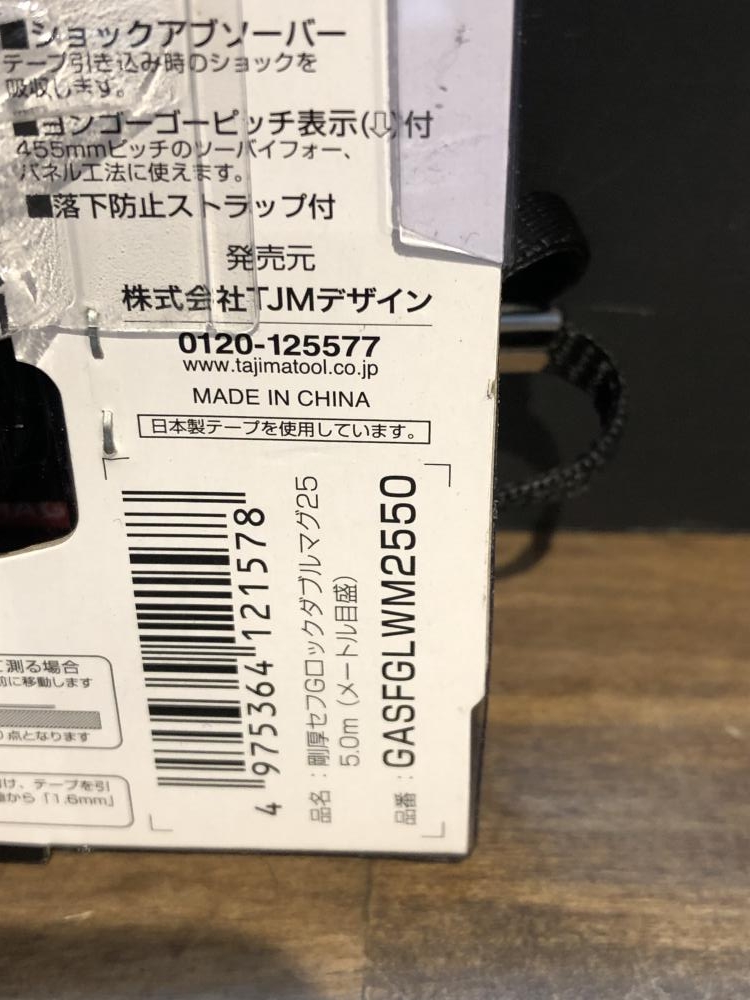 ■ショックアブソーバー
テープ引き込み時のショックを
吸収します。
■ヨンゴーゴーピッチ表示(⇩)付
455mmピッチのツーバイフォー、
パネル工法に使えます。
■落下防止ストラップ付
発売元
株式会社TJMデザイン
0120-125577
www.tajimatool.co.jp
MADE IN CHINA
日本製テープを使用しています。
4 975364 121578
品名：剛厚セフGロックダブルマグ25
5.0m（メートル目盛）
品番：GASFGLWM2550
て測る場合
前に移動します
点となります
け、テープを引
から「1.6mm」